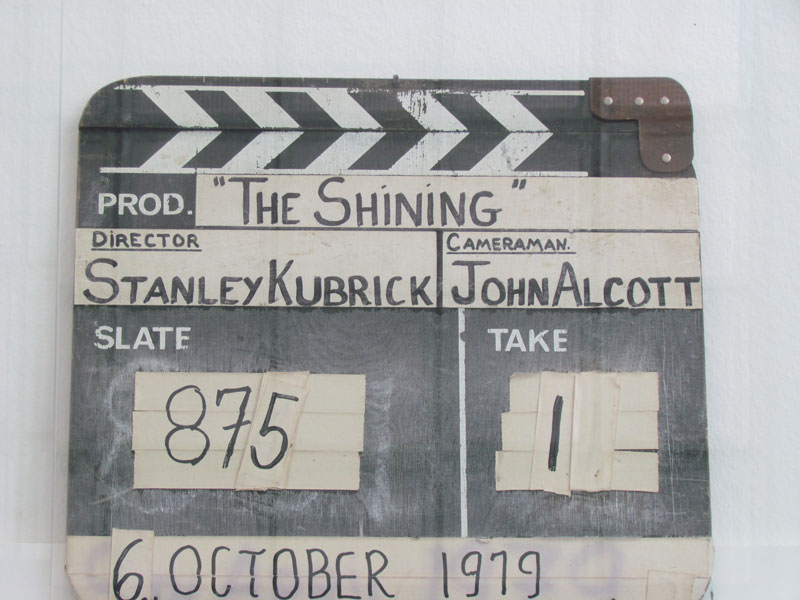 PROD. "THE SHINING"
DIRECTOR
STANLEY KUBRICK
CAMERAMAN.
JOHN ALCOTT
SLATE
875
TAKE
1
6. OCTOBER 1979